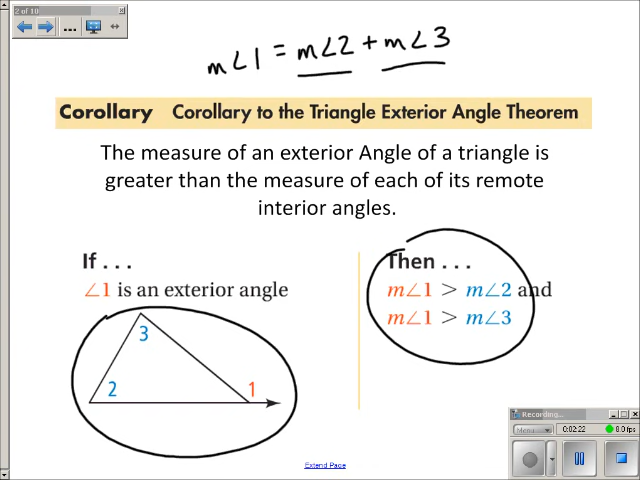 2 of 10
m∠1 = m∠2 + m∠3
Corollary Corollary to the Triangle Exterior Angle Theorem
The measure of an exterior Angle of a triangle is
greater than the measure of each of its remote
interior angles.
If . . .
∠1 is an exterior angle
3
2
1
Then . . .
m∠1 > m∠2 and
m∠1 > m∠3
Extend Page
Recording...
Menu
0:02:22
8.0 fps